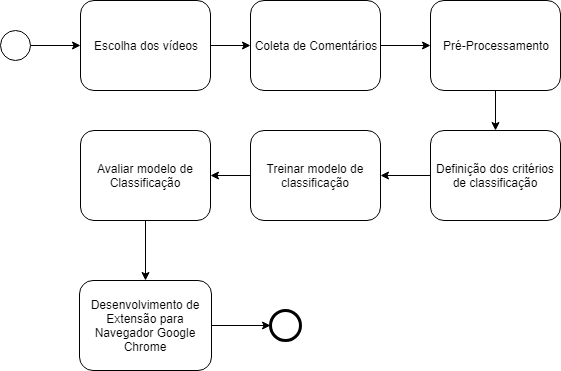 Escolha dos vídeos
Coleta de Comentários
Pré-Processamento
Definição dos critérios
de classificação
Treinar modelo de
classificação
Avaliar modelo de
Classificação
Desenvolvimento de
Extensão para
Navegador Google
Chrome